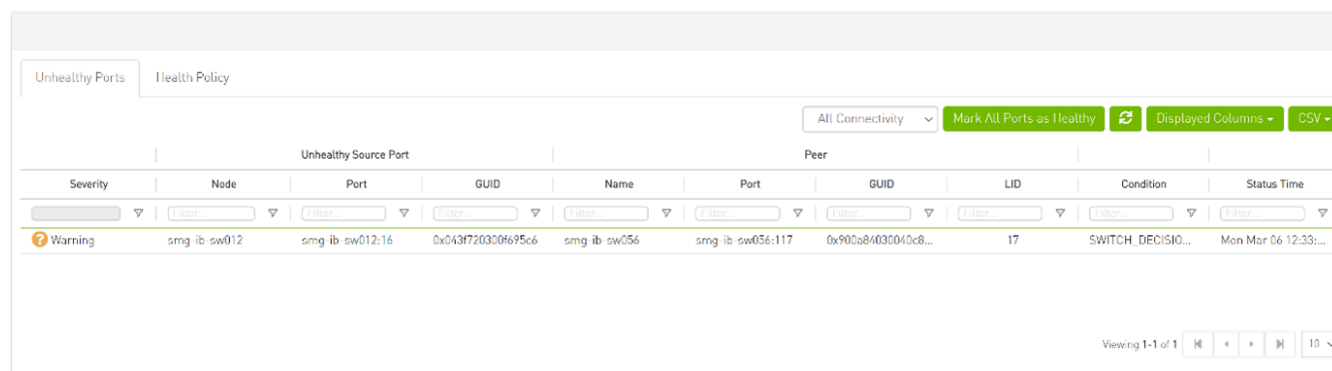 Unhealthy Ports Health Policy
All Connectivity Mark All Ports as Healthy Displayed Columns CSV
Unhealthy Source Port Peer
Severity Node Port GUID Name Port GUID LID Condition Status Time
Filter... Filter... Filter... Filter... Filter... Filter... Filter... Filter... Filter...
? Warning smg-ib-sw012 smg-ib-sw012:16 0x043f720300f695c6 smg-ib-sw056 smg-ib-sw056:117 0x900a84030040c8... 17 SWITCH_DECISIO... Mon Mar 06 12:33:...
Viewing 1-1 of 1 10